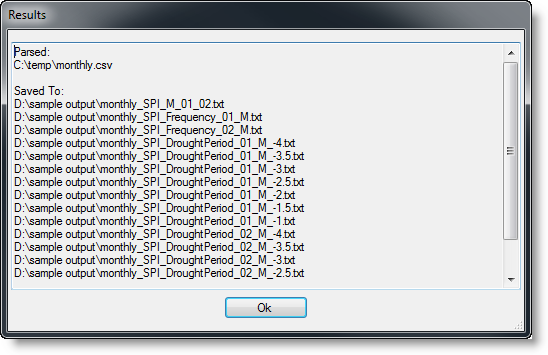 Results
Parsed:
C:\temp\monthly.csv
Saved To:
D:\sample output\monthly_SPI_M_01_02.txt
D:\sample output\monthly_SPI_Frequency_01_M.txt
D:\sample output\monthly_SPI_Frequency_02_M.txt
D:\sample output\monthly_SPI_DroughtPeriod_01_M_-4.txt
D:\sample output\monthly_SPI_DroughtPeriod_01_M_-3.5.txt
D:\sample output\monthly_SPI_DroughtPeriod_01_M_-3.txt
D:\sample output\monthly_SPI_DroughtPeriod_01_M_-2.5.txt
D:\sample output\monthly_SPI_DroughtPeriod_01_M_-2.txt
D:\sample output\monthly_SPI_DroughtPeriod_01_M_-1.5.txt
D:\sample output\monthly_SPI_DroughtPeriod_01_M_-1.txt
D:\sample output\monthly_SPI_DroughtPeriod_02_M_-4.txt
D:\sample output\monthly_SPI_DroughtPeriod_02_M_-3.5.txt
D:\sample output\monthly_SPI_DroughtPeriod_02_M_-3.txt
D:\sample output\monthly_SPI_DroughtPeriod_02_M_-2.5.txt
Ok